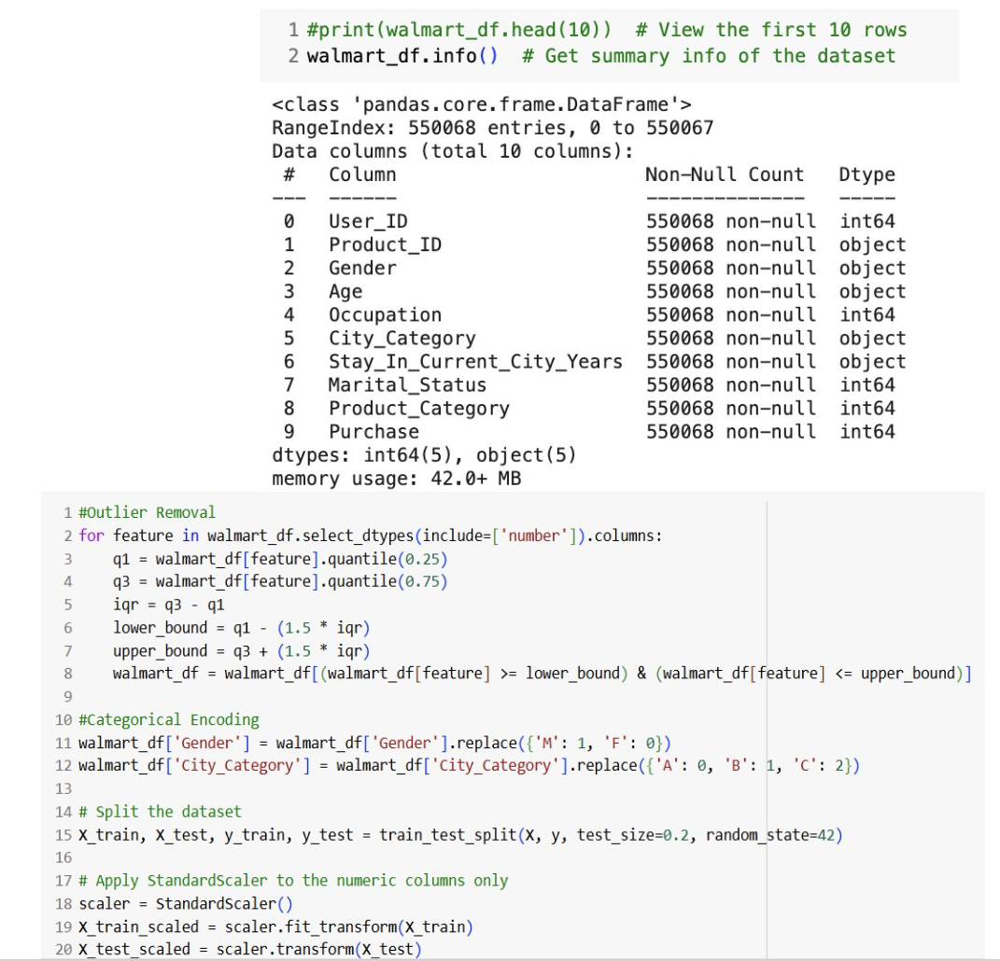 1 #print(walmart_df.head(10))  # View the first 10 rows
2 walmart_df.info()  # Get summary info of the dataset
<class 'pandas.core.frame.DataFrame'>
RangeIndex: 550068 entries, 0 to 550067
Data columns (total 10 columns):
 #   Column                      Non-Null Count   Dtype
---  ------                      --------------   -----
 0   User_ID                     550068 non-null  int64
 1   Product_ID                  550068 non-null  object
 2   Gender                      550068 non-null  object
 3   Age                         550068 non-null  object
 4   Occupation                  550068 non-null  int64
 5   City_Category               550068 non-null  object
 6   Stay_In_Current_City_Years  550068 non-null  object
 7   Marital_Status              550068 non-null  int64
 8   Product_Category            550068 non-null  int64
 9   Purchase                    550068 non-null  int64
dtypes: int64(5), object(5)
memory usage: 42.0+ MB
1 #Outlier Removal
2 for feature in walmart_df.select_dtypes(include=['number']).columns:
3     q1 = walmart_df[feature].quantile(0.25)
4     q3 = walmart_df[feature].quantile(0.75)
5     iqr = q3 - q1
6     lower_bound = q1 - (1.5 * iqr)
7     upper_bound = q3 + (1.5 * iqr)
8     walmart_df = walmart_df[(walmart_df[feature] >= lower_bound) & (walmart_df[feature] <= upper_bound)]
9
10 #Categorical Encoding
11 walmart_df['Gender'] = walmart_df['Gender'].replace({'M': 1, 'F': 0})
12 walmart_df['City_Category'] = walmart_df['City_Category'].replace({'A': 0, 'B': 1, 'C': 2})
13
14 # Split the dataset
15 X_train, X_test, y_train, y_test = train_test_split(X, y, test_size=0.2, random_state=42)
16
17 # Apply StandardScaler to the numeric columns only
18 scaler = StandardScaler()
19 X_train_scaled = scaler.fit_transform(X_train)
20 X_test_scaled = scaler.transform(X_test)